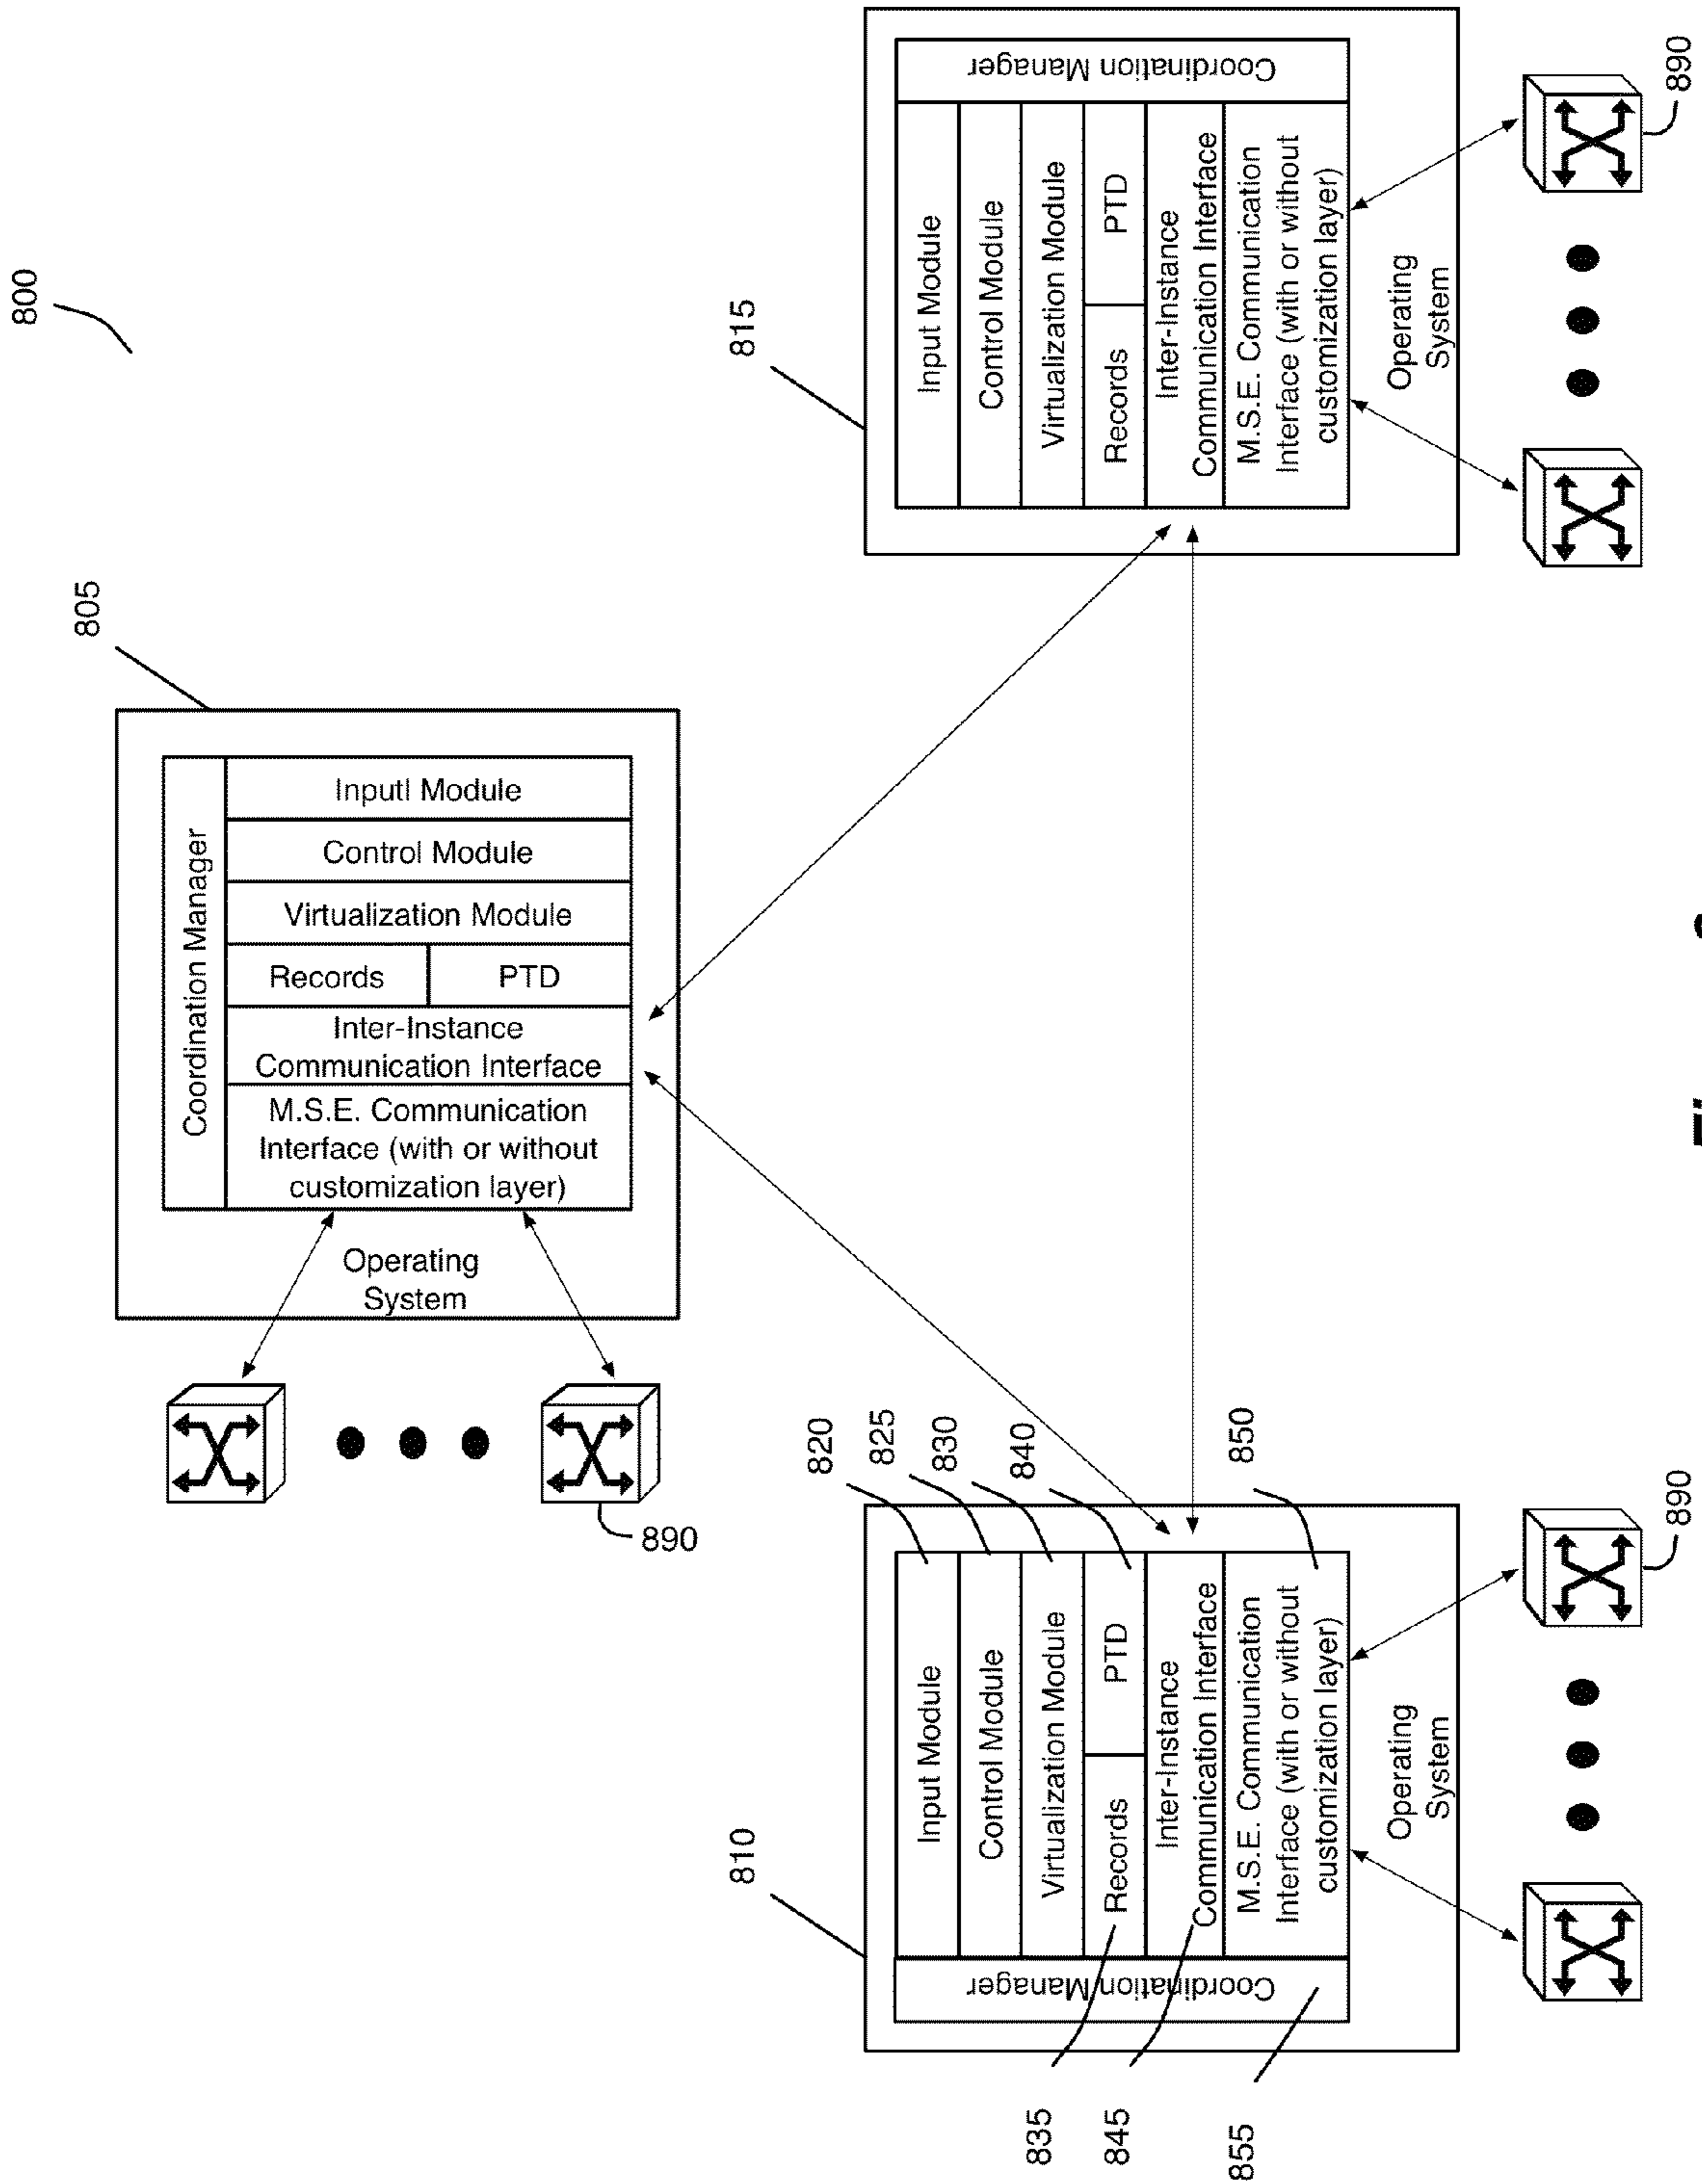 800
805
Coordination Manager
Inputl Module
Control Module
Virtualization Module
Records
PTD
Inter-Instance
Communication Interface
M.S.E. Communication
Interface (with or without
customization layer)
Operating
System
890
810
820
825
830
840
850
835
845
855
Coordination Manager
Input Module
Control Module
Virtualization Module
Records
PTD
Inter-Instance
Communication Interface
M.S.E. Communication
Interface (with or without
customization layer)
Operating
System
890
815
Input Module
Control Module
Virtualization Module
Records
PTD
Inter-Instance
Communication Interface
M.S.E. Communication
Interface (with or without
customization layer)
Coordination Manager
Operating
System
890